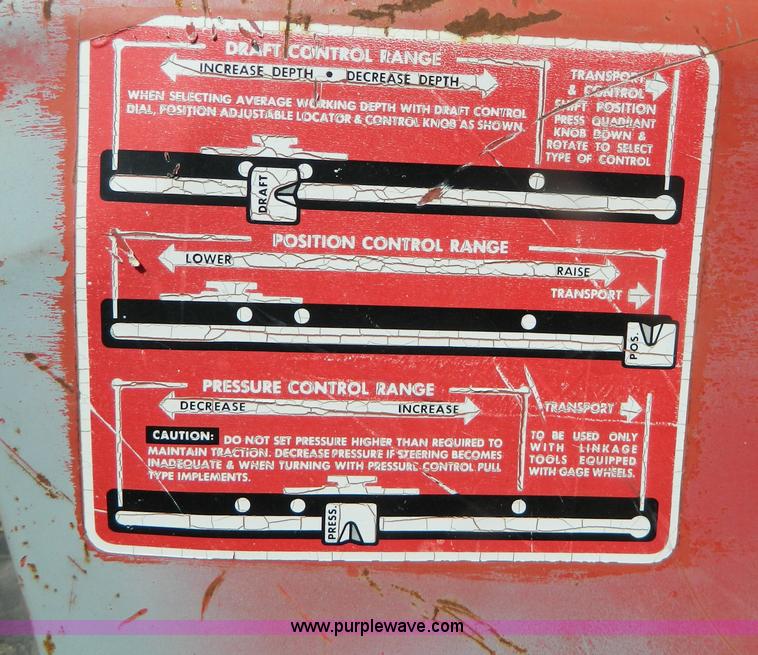 DRAFT CONTROL RANGE
INCREASE DEPTH • DECREASE DEPTH
WHEN SELECTING AVERAGE WORKING DEPTH WITH DRAFT CONTROL
DIAL, POSITION ADJUSTABLE LOCATOR & CONTROL KNOB AS SHOWN.
TRANSPORT
& CONTROL
SHIFT POSITION
PRESS QUADRANT
KNOB DOWN &
ROTATE TO SELECT
TYPE OF CONTROL
DRAFT
POSITION CONTROL RANGE
LOWER
RAISE
TRANSPORT
POS.
PRESSURE CONTROL RANGE
DECREASE INCREASE
TRANSPORT
CAUTION: DO NOT SET PRESSURE HIGHER THAN REQUIRED TO
MAINTAIN TRACTION. DECREASE PRESSURE IF STEERING BECOMES
INADEQUATE & WHEN TURNING WITH PRESSURE CONTROL PULL
TYPE IMPLEMENTS.
TO BE USED ONLY
WITH LINKAGE
TOOLS EQUIPPED
WITH GAGE WHEELS.
PRESS.
www.purplewave.com